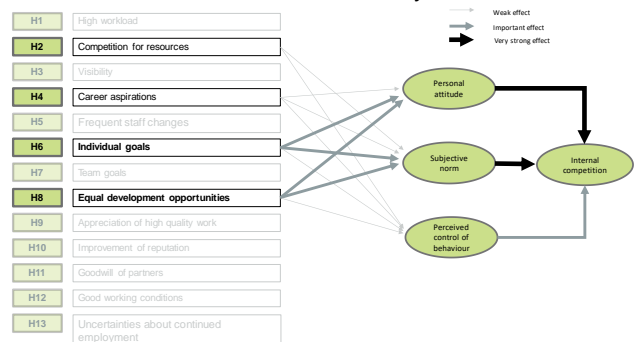 Weak effect
Important effect
Very strong effect
H1 High workload
H2 Competition for resources
H3 Visibility
H4 Career aspirations
H5 Frequent staff changes
H6 Individual goals
H7 Team goals
H8 Equal development opportunities
H9 Appreciation of high quality work
H10 Improvement of reputation
H11 Goodwill of partners
H12 Good working conditions
H13 Uncertainties about continued
employment
Personal
attitude
Subjective
norm
Perceived
control of
behaviour
Internal
competition